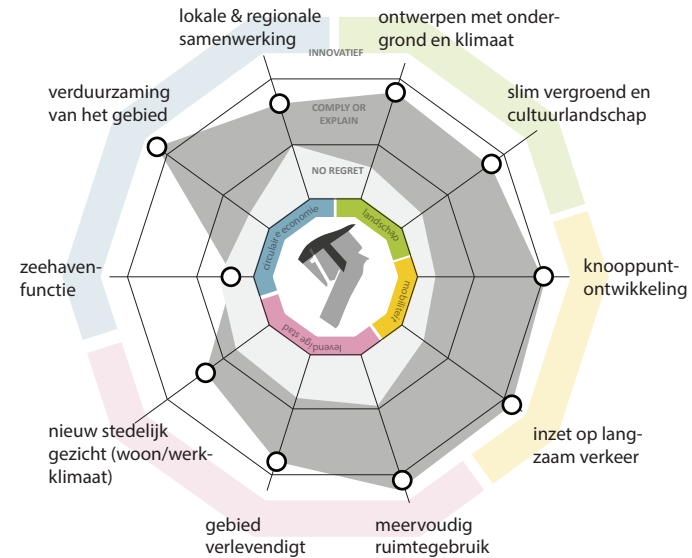 lokale & regionale
samenwerking
ontwerpen met onder-
grond en klimaat
INNOVATIEF
verduurzaming
van het gebied
slim vergroend en
cultuurlandschap
COMPLY OR
EXPLAIN
NO REGRET
circulaire economie
landschap
mobiliteit
levendige stad
zeehaven-
functie
knooppunt-
ontwikkeling
nieuw stedelijk
gezicht (woon/werk-
klimaat)
inzet op lang-
zaam verkeer
gebied
verlevendigt
meervoudig
ruimtegebruik